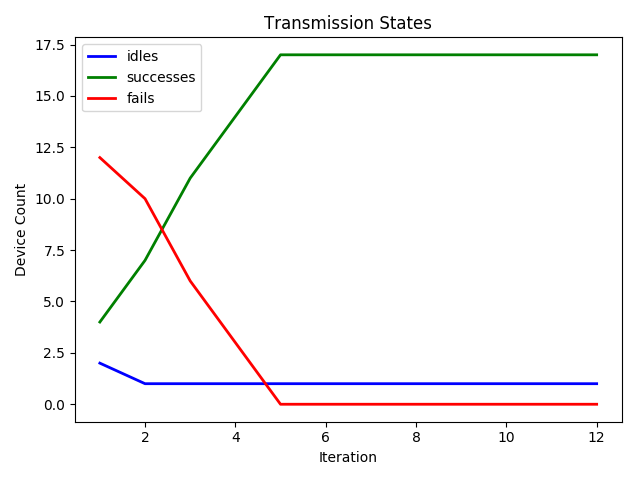 Transmission States
idles
successes
fails
Device Count
17.5
15.0
12.5
10.0
7.5
5.0
2.5
0.0
2 4 6 8 10 12
Iteration